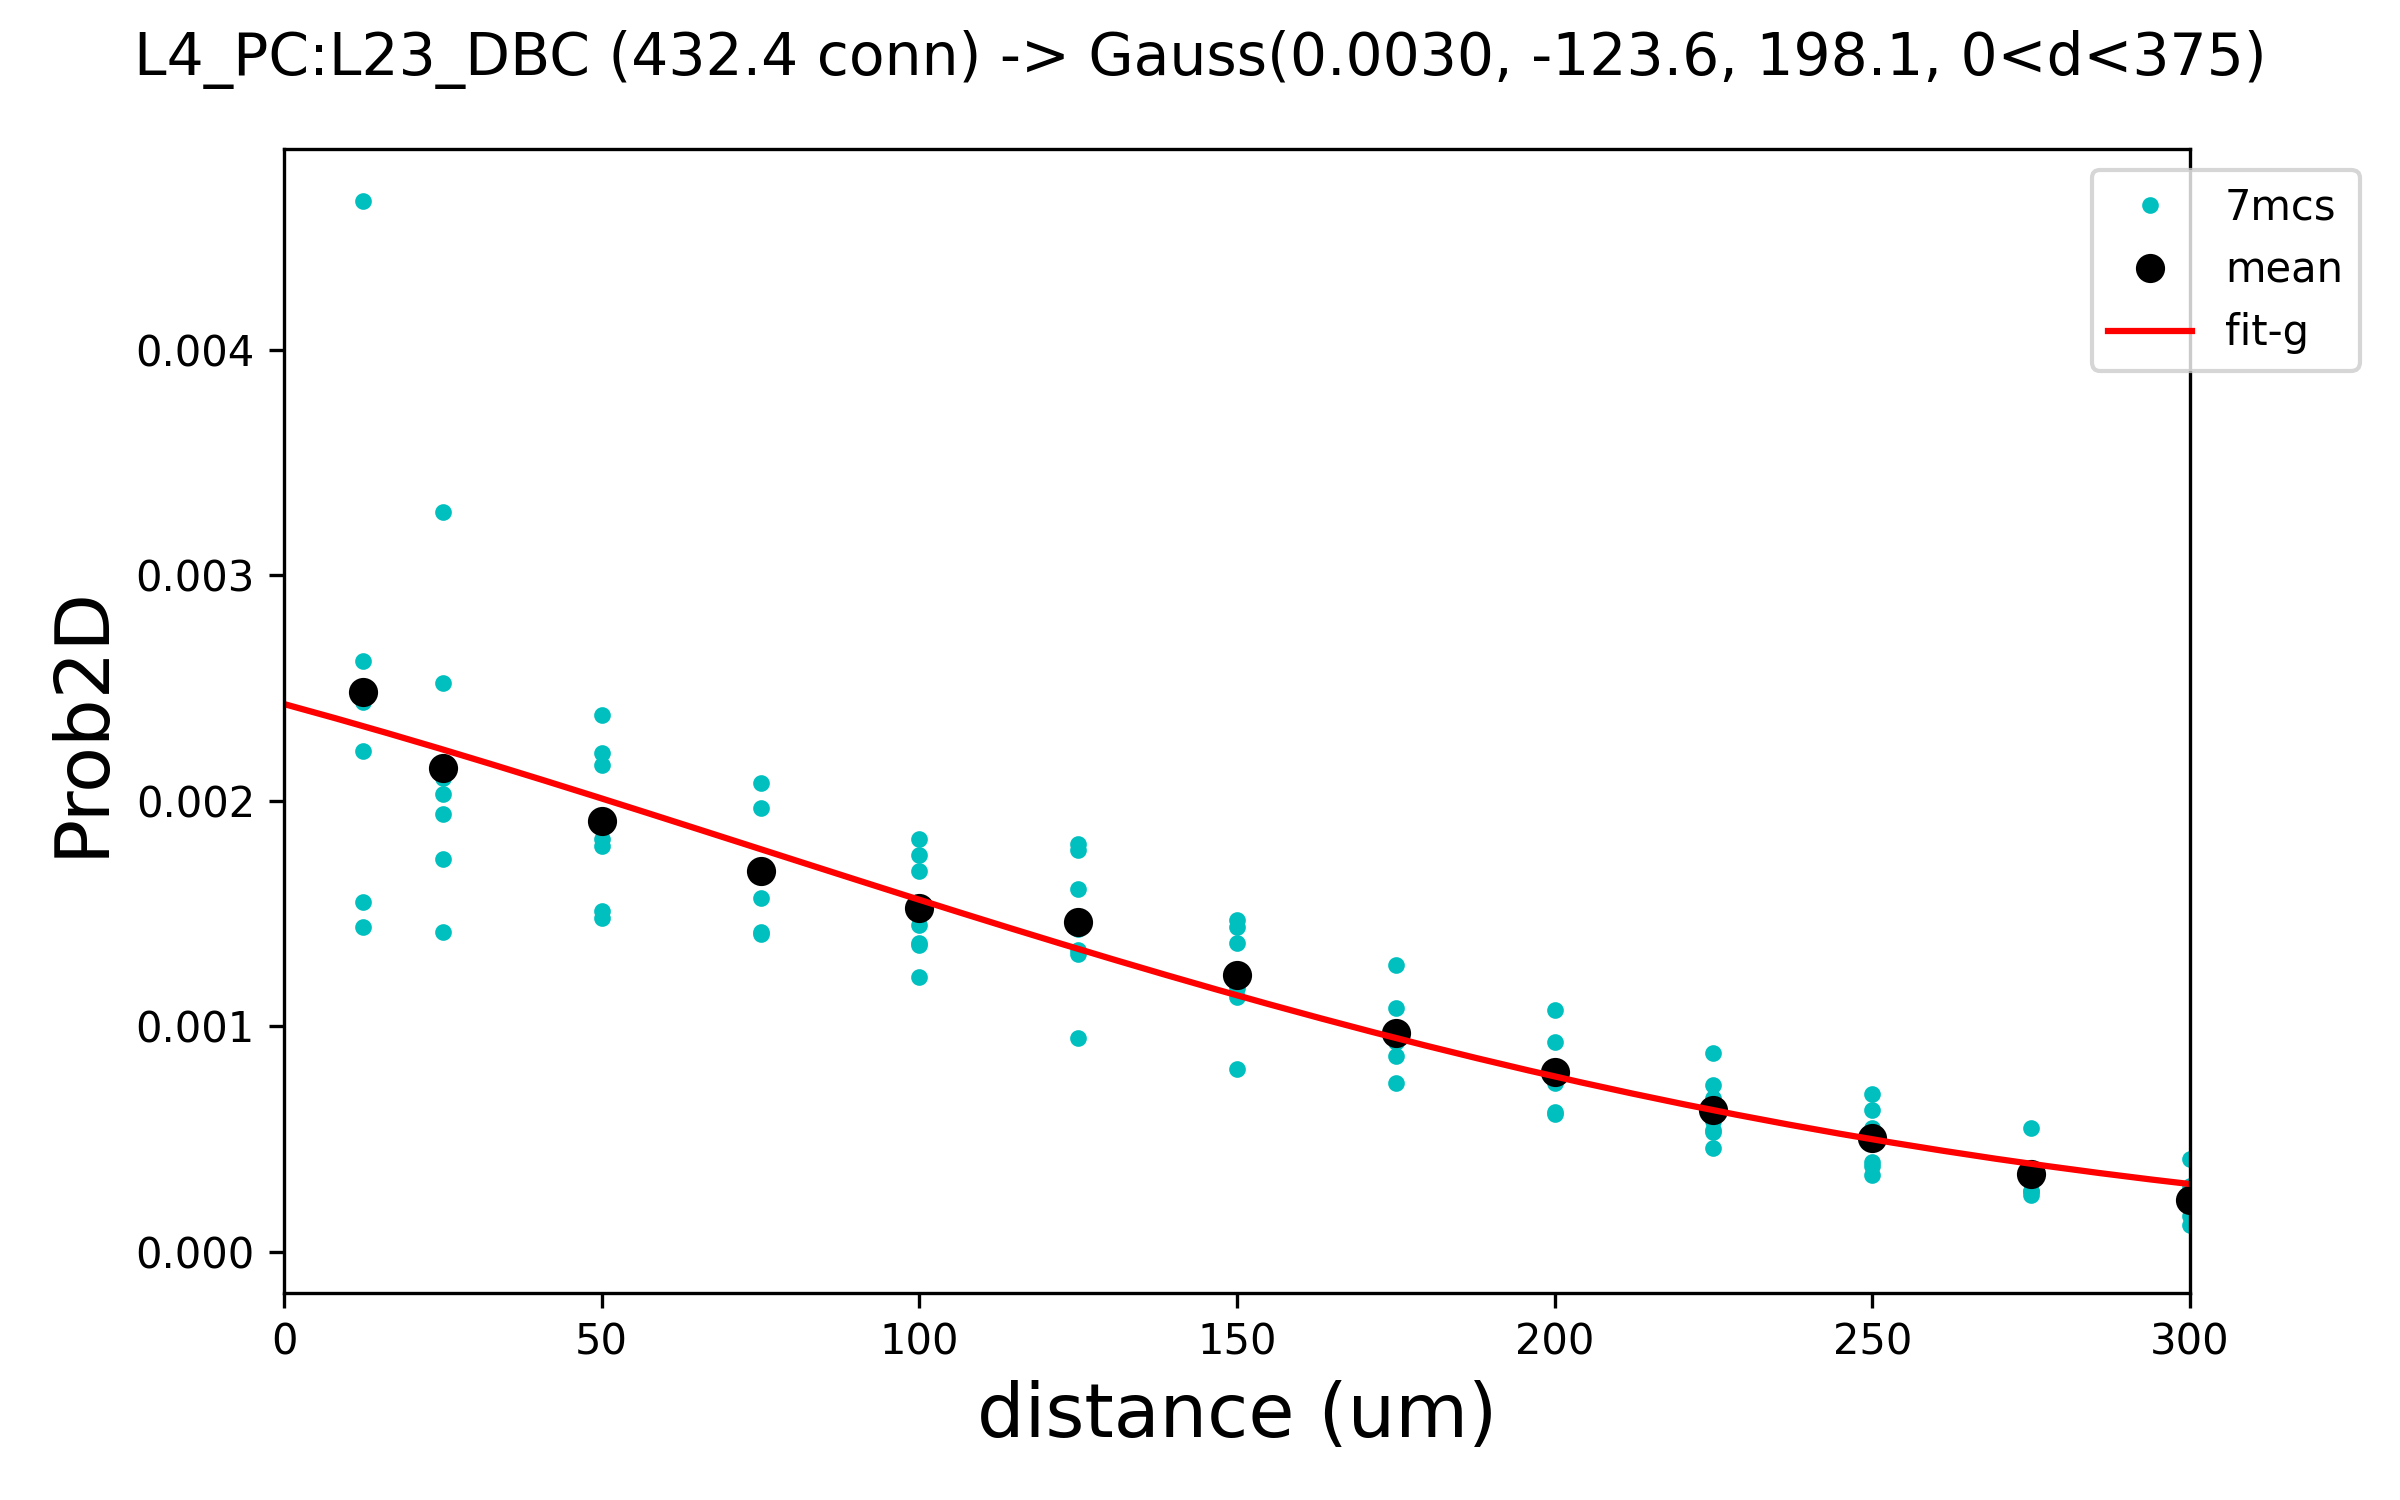 L4_PC:L23_DBC (432.4 conn) -> Gauss(0.0030, -123.6, 198.1, 0<d<375)
7mcs
mean
fit-g
Prob2D
0.004
0.003
0.002
0.001
0.000
0 50 100 150 200 250 300
distance (um)